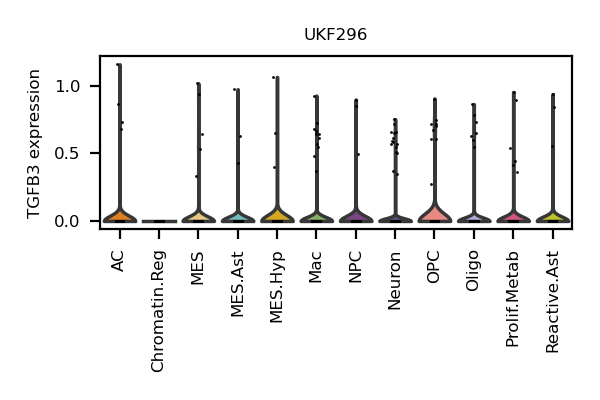 UKF296
TGFB3 expression
1.0
0.5
0.0
AC
Chromatin.Reg
MES
MES.Ast
MES.Hyp
Mac
NPC
Neuron
OPC
Oligo
Prolif.Metab
Reactive.Ast